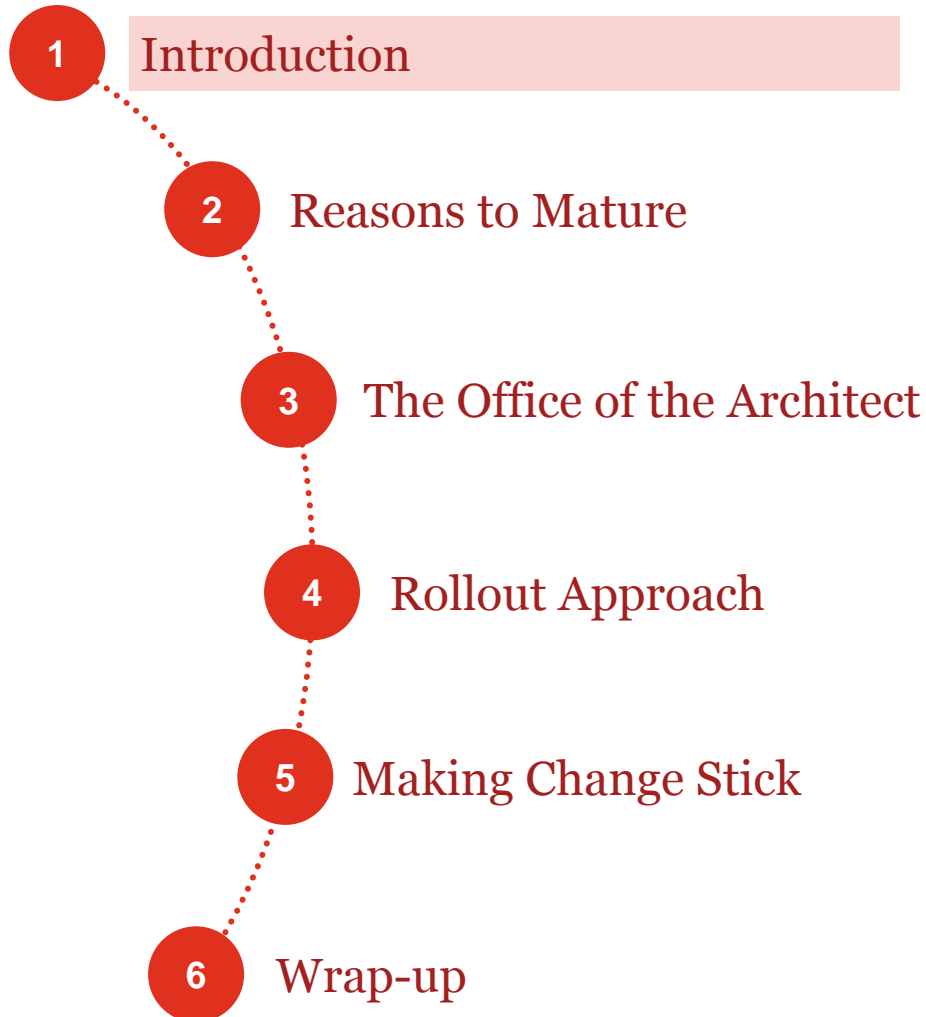 1 Introduction
2 Reasons to Mature
3 The Office of the Architect
4 Rollout Approach
5 Making Change Stick
6 Wrap-up